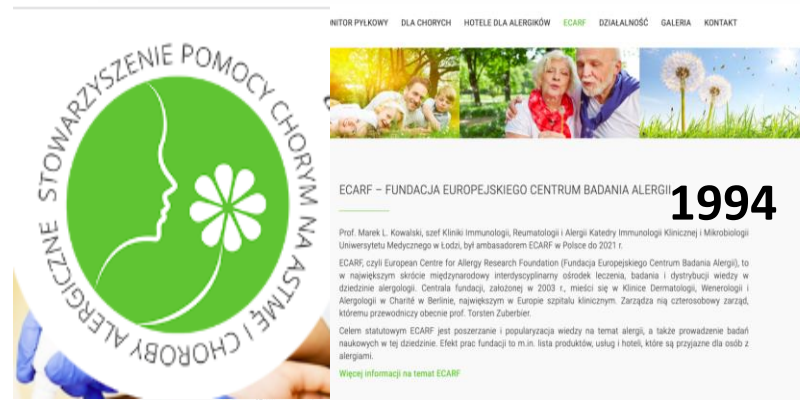 STOWARZYSZENIE POMOCY CHORYM NA ASTMĘ I CHOROBY ALERGICZNE
NITOR PYŁKOWY DLA CHORYCH HOTELE DLA ALERGIKÓW ECARF DZIAŁALNOŚĆ GALERIA KONTAKT
ECARF – FUNDACJA EUROPEJSKIEGO CENTRUM BADANIA ALERGII
1994
Prof. Marek L. Kowalski, szef Kliniki Immunologii, Reumatologii i Alergii Katedry Immunologii Klinicznej i Mikrobiologii
Uniwersytetu Medycznego w Łodzi, był ambasadorem ECARF w Polsce do 2021 r.
ECARF, czyli European Centre for Allergy Research Foundation (Fundacja Europejskiego Centrum Badania Alergii), to
w największym skrócie międzynarodowy interdyscyplinarny ośrodek leczenia, badania i dystrybucji wiedzy w
dziedzinie alergologii. Centrala fundacji, założonej w 2003 r., mieści się w Klinice Dermatologii, Wenerologii i
Alergologii w Charité w Berlinie, największym w Europie szpitalu klinicznym. Zarządza nią czterosobowy zarząd,
któremu przewodniczy obecnie prof. Torsten Zuberbier.
Celem statutowym ECARF jest poszerzanie i popularyzacja wiedzy na temat alergii, a także prowadzenie badań
naukowych w tej dziedzinie. Efekt prac fundacji to m.in. lista produktów, usług i hoteli, które są przyjazne dla osób z
alergiami.
Więcej informacji na temat ECARF